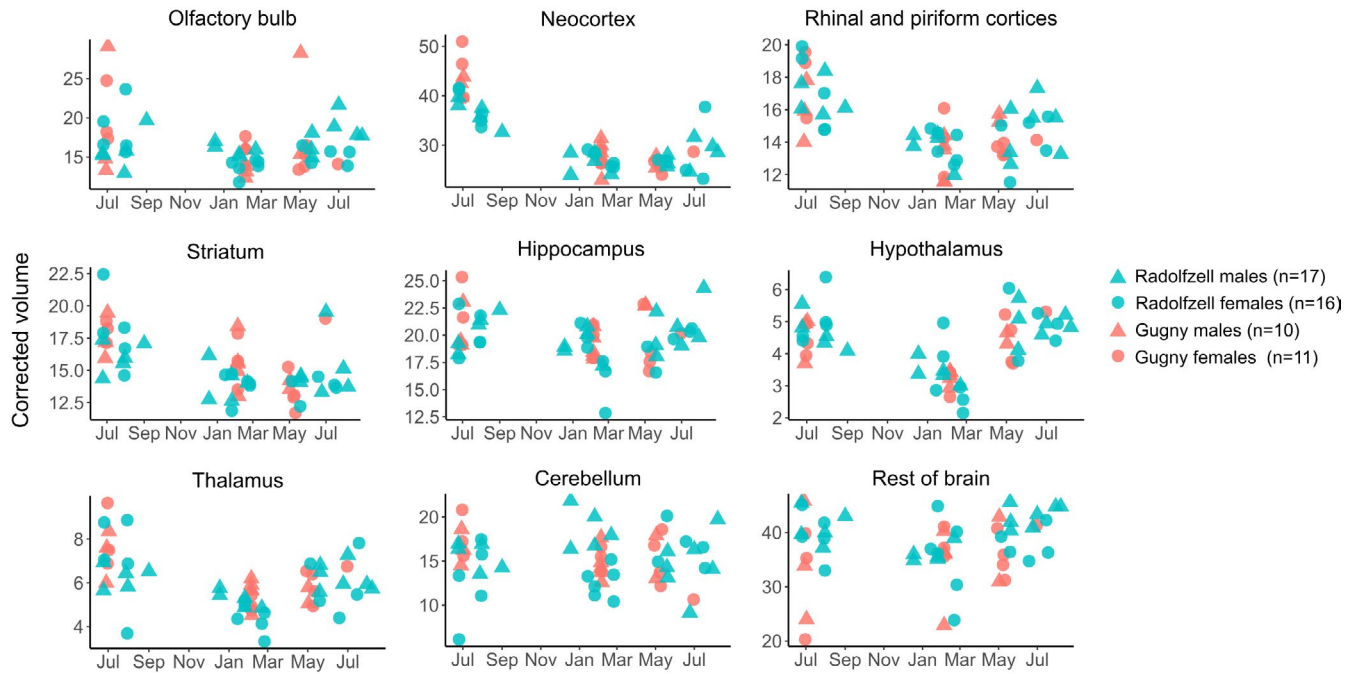 Olfactory bulb
25
20
15
Jul Sep Nov Jan Mar May Jul
Neocortex
50
40
30
Jul Sep Nov Jan Mar May Jul
Rhinal and piriform cortices
20
18
16
14
12
Jul Sep Nov Jan Mar May Jul
Corrected volume
Striatum
22.5
20.0
17.5
15.0
12.5
Jul Sep Nov Jan Mar May Jul
Hippocampus
25.0
22.5
20.0
17.5
15.0
12.5
Jul Sep Nov Jan Mar May Jul
Hypothalamus
6
5
4
3
2
Jul Sep Nov Jan Mar May Jul
Radolfzell males (n=17)
Radolfzell females (n=16)
Gugny males (n=10)
Gugny females (n=11)
Thalamus
8
6
4
Jul Sep Nov Jan Mar May Jul
Cerebellum
20
15
10
Jul Sep Nov Jan Mar May Jul
Rest of brain
40
30
20
Jul Sep Nov Jan Mar May Jul